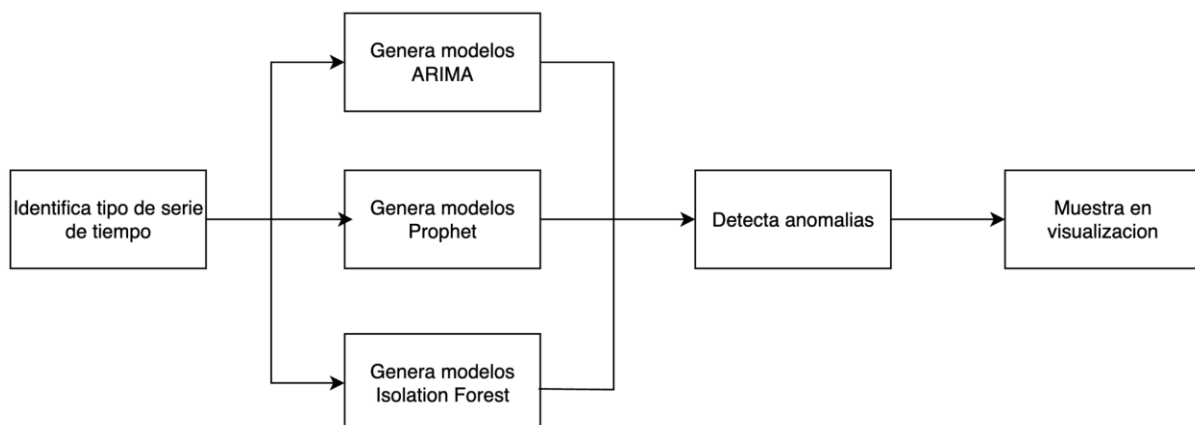 Genera modelos
ARIMA
Identifica tipo de serie
de tiempo
Genera modelos
Prophet
Detecta anomalias
Muestra en
visualizacion
Genera modelos
Isolation Forest